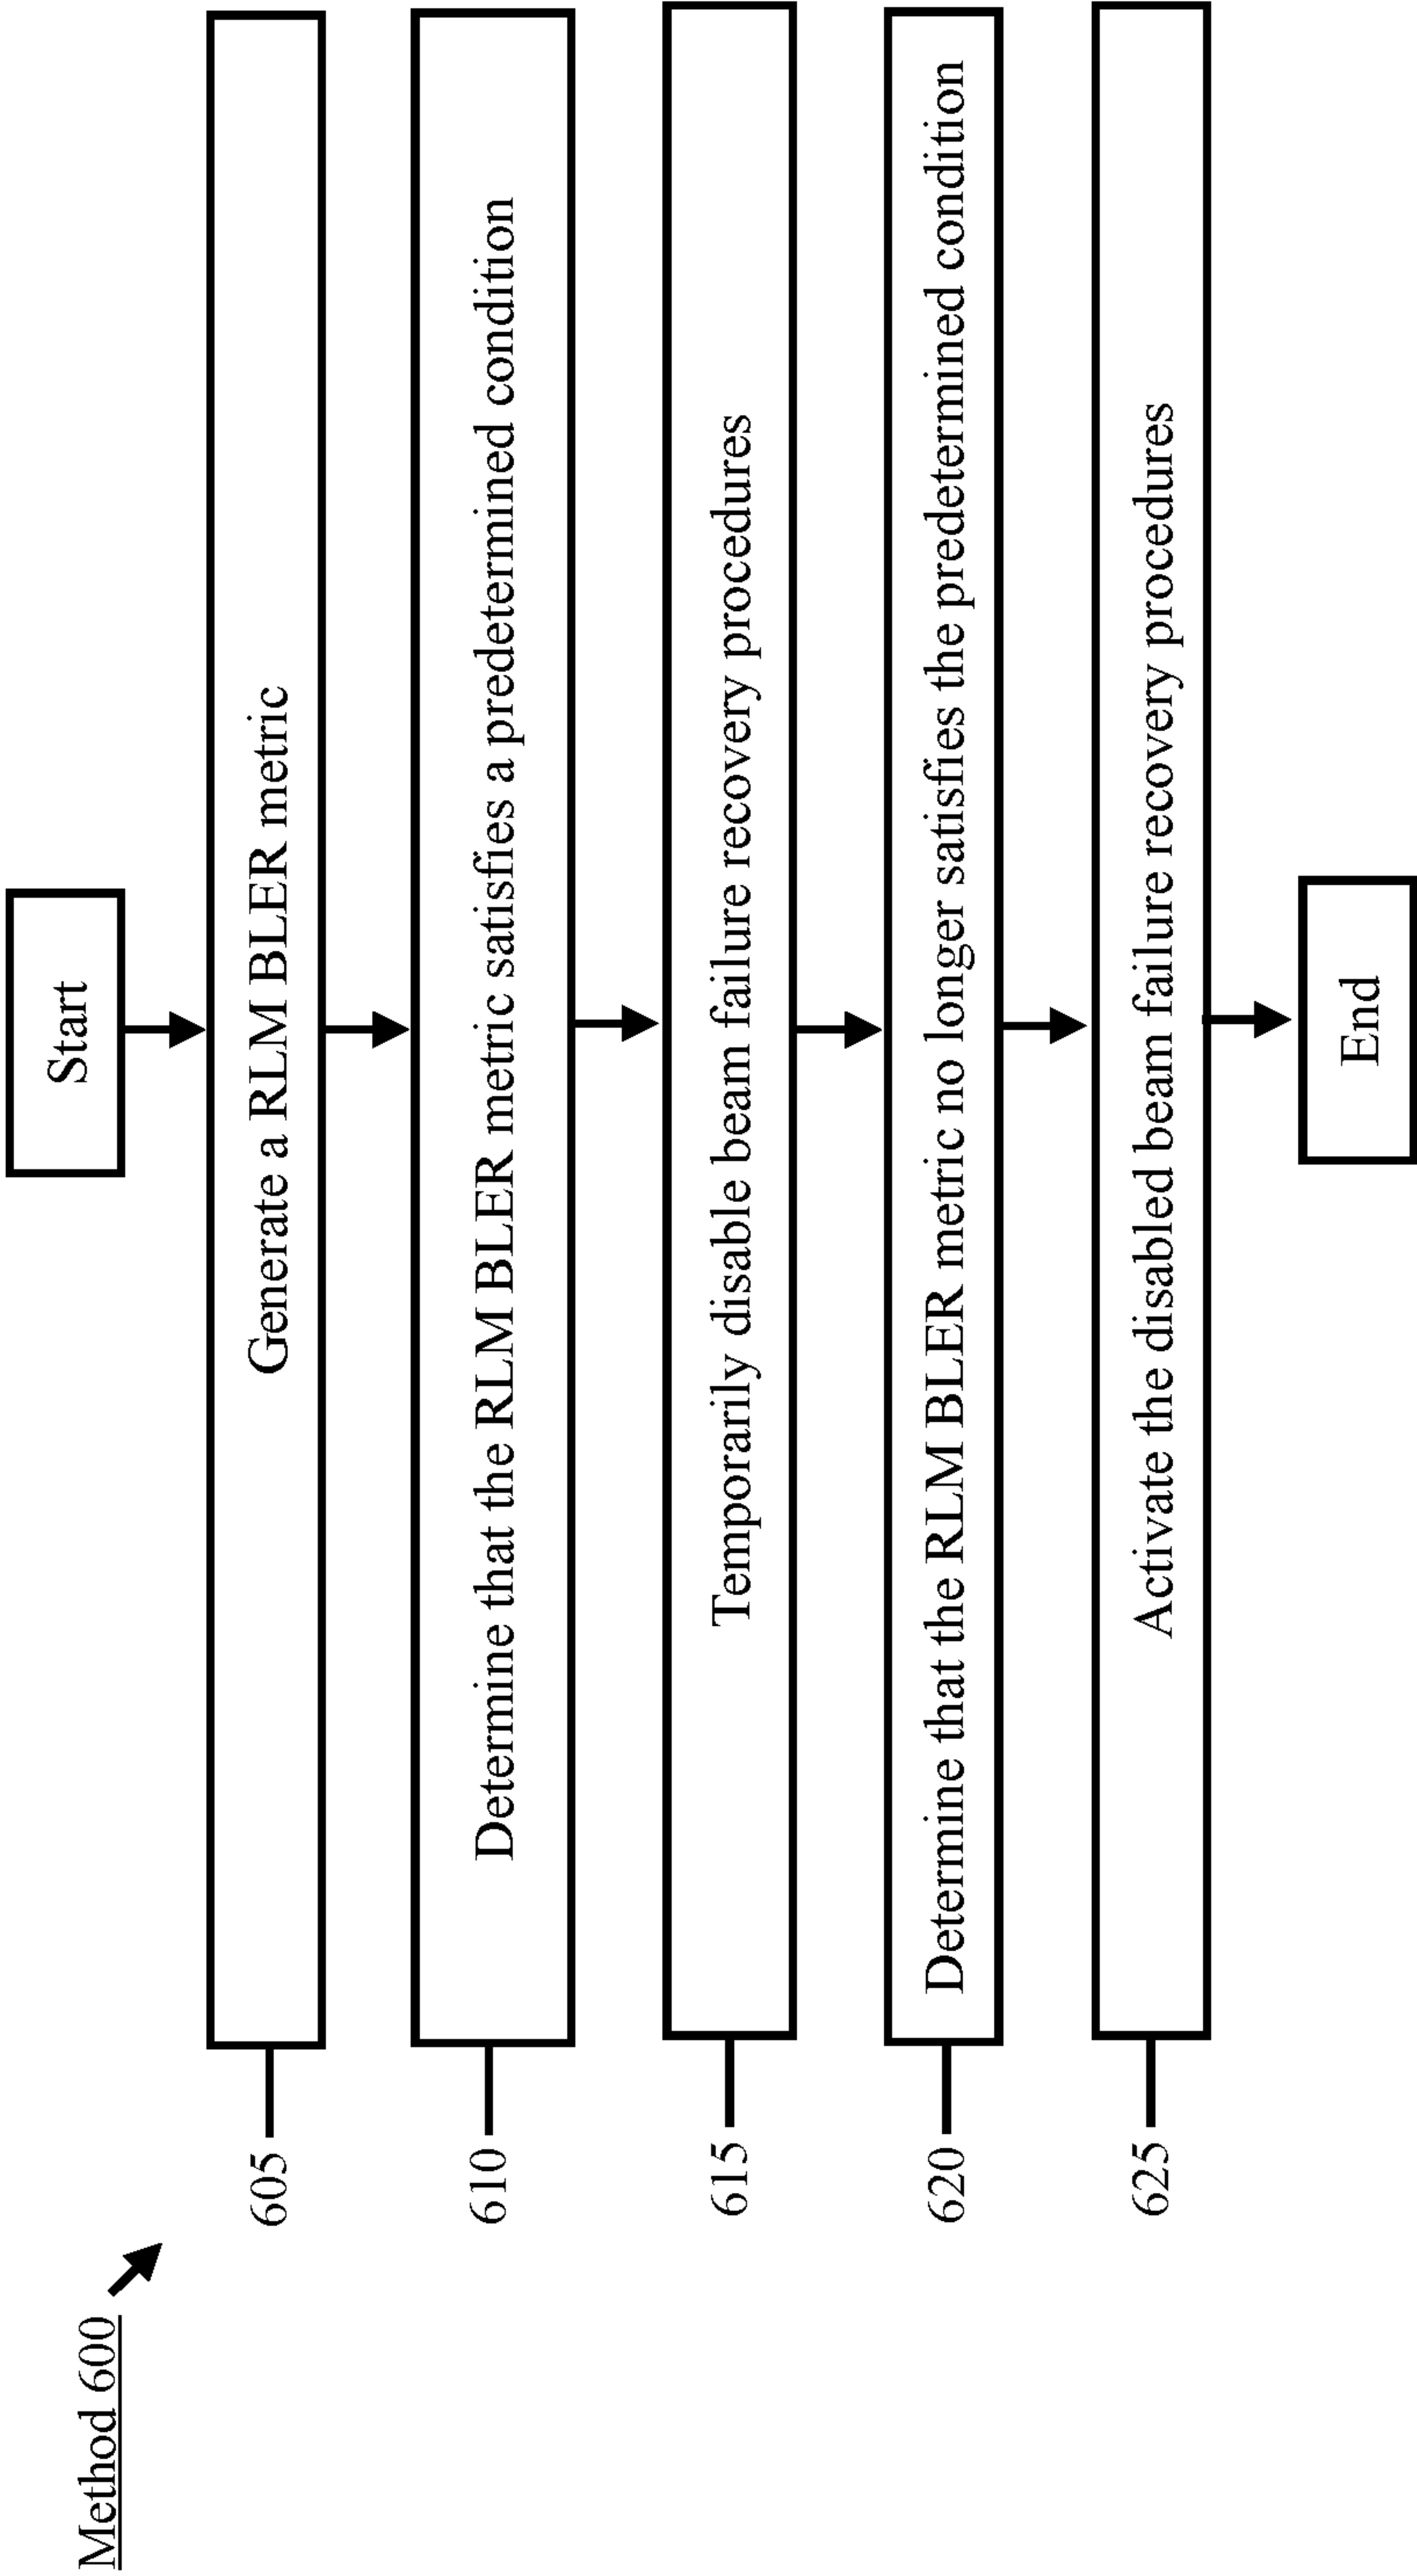 Method 600
Start
605
Generate a RLM BLER metric
610
Determine that the RLM BLER metric satisfies a predetermined condition
615
Temporarily disable beam failure recovery procedures
620
Determine that the RLM BLER metric no longer satisfies the predetermined condition
625
Activate the disabled beam failure recovery procedures
End